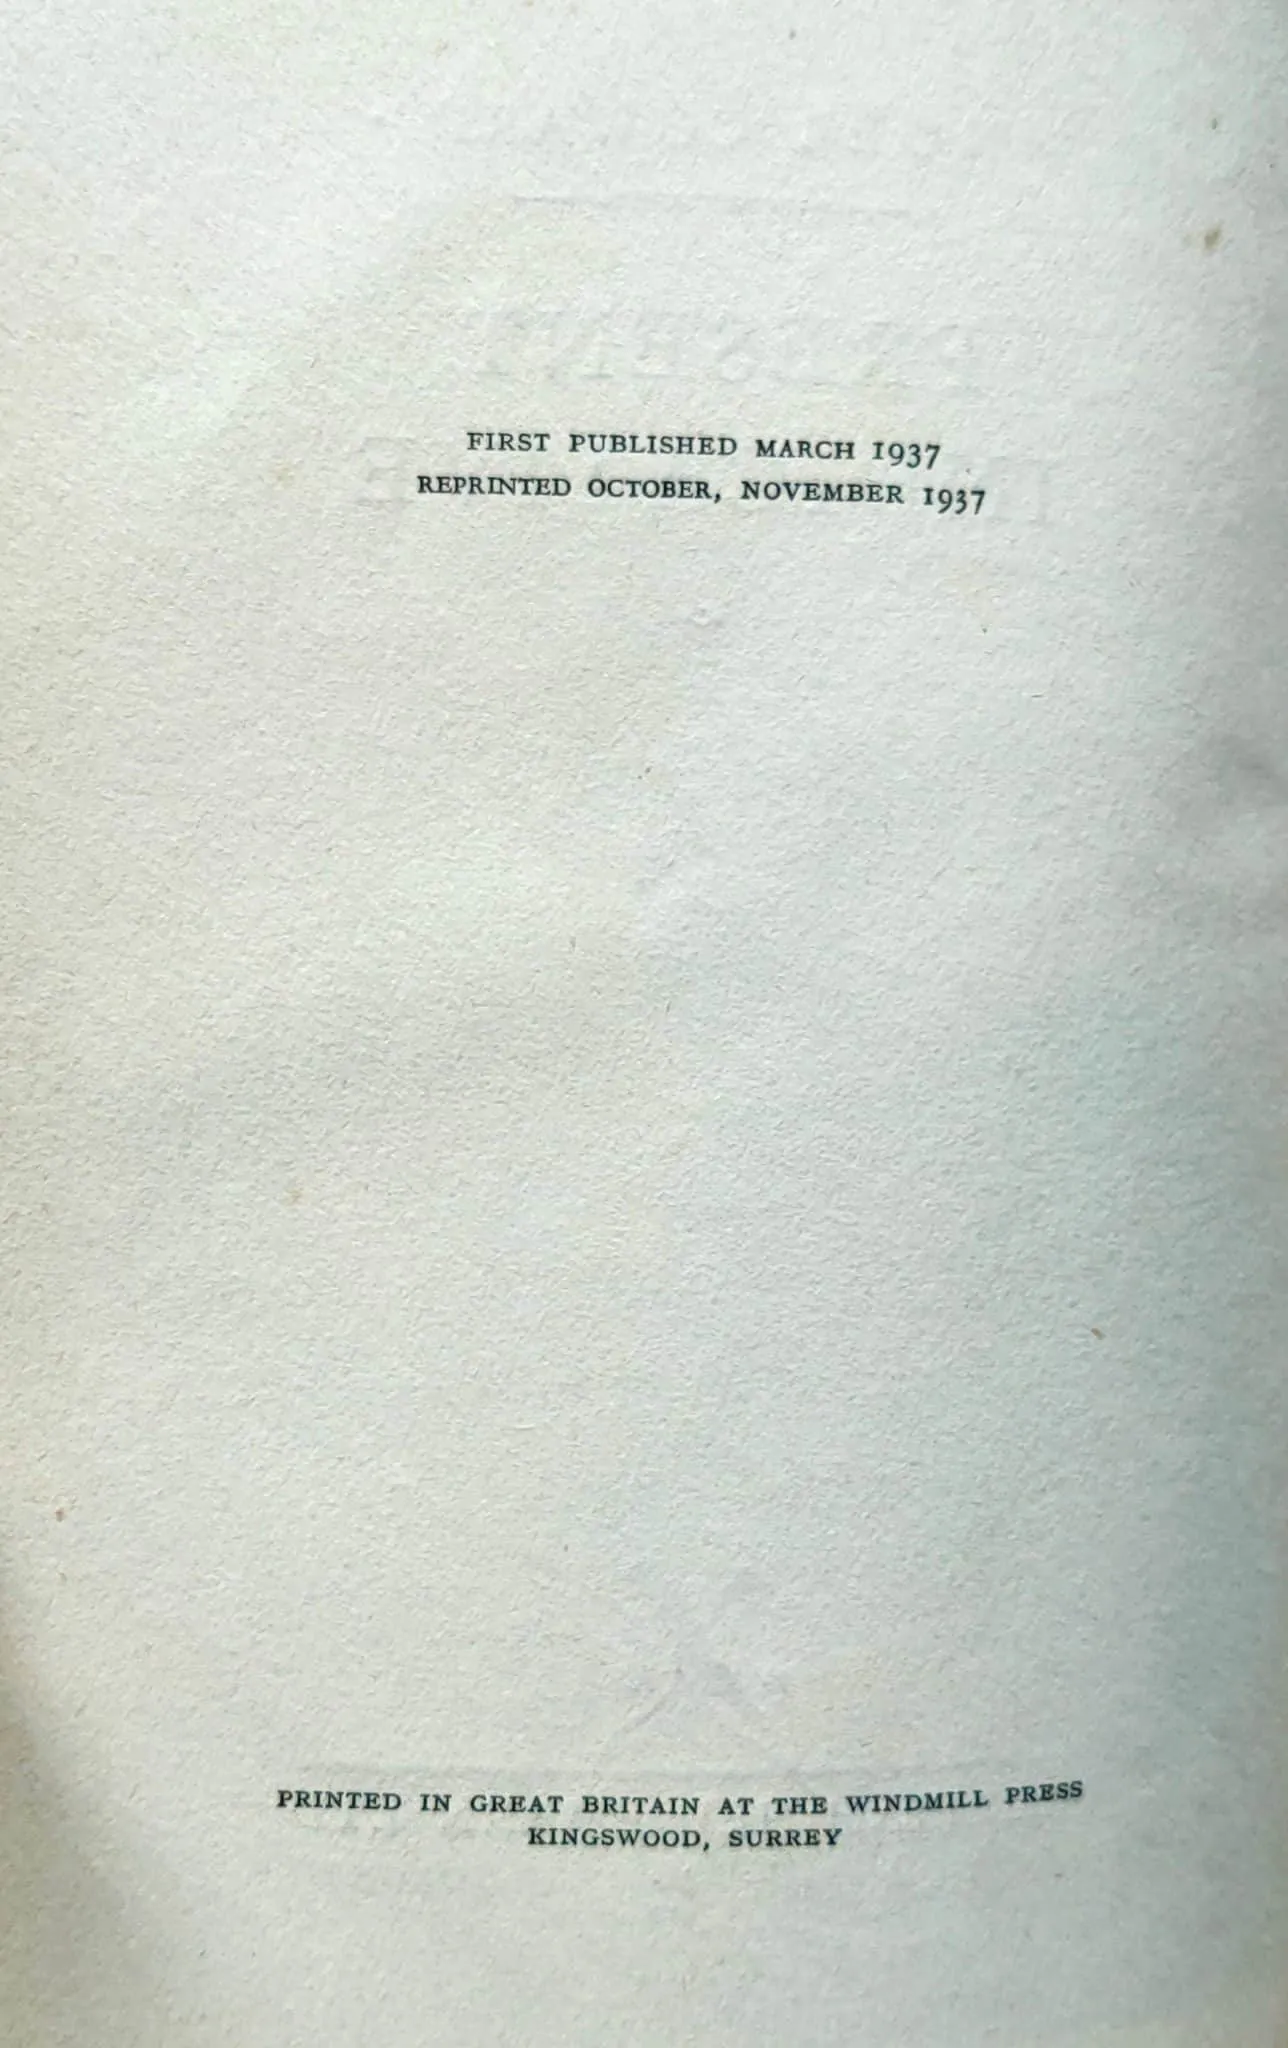 FIRST PUBLISHED MARCH 1937
REPRINTED OCTOBER, NOVEMBER 1937
PRINTED IN GREAT BRITAIN AT THE WINDMILL PRESS
KINGSWOOD, SURREY